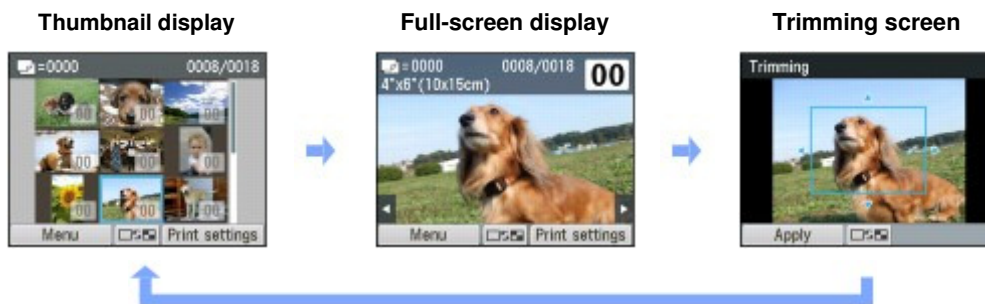 Thumbnail display
=0000 0008/0018
00 00 00
00 00 00
00 00 00
Menu Print settings
Full-screen display
=0000 0008/0018 00
4"x6"(10x15cm)
Menu Print settings
Trimming screen
Trimming
Apply